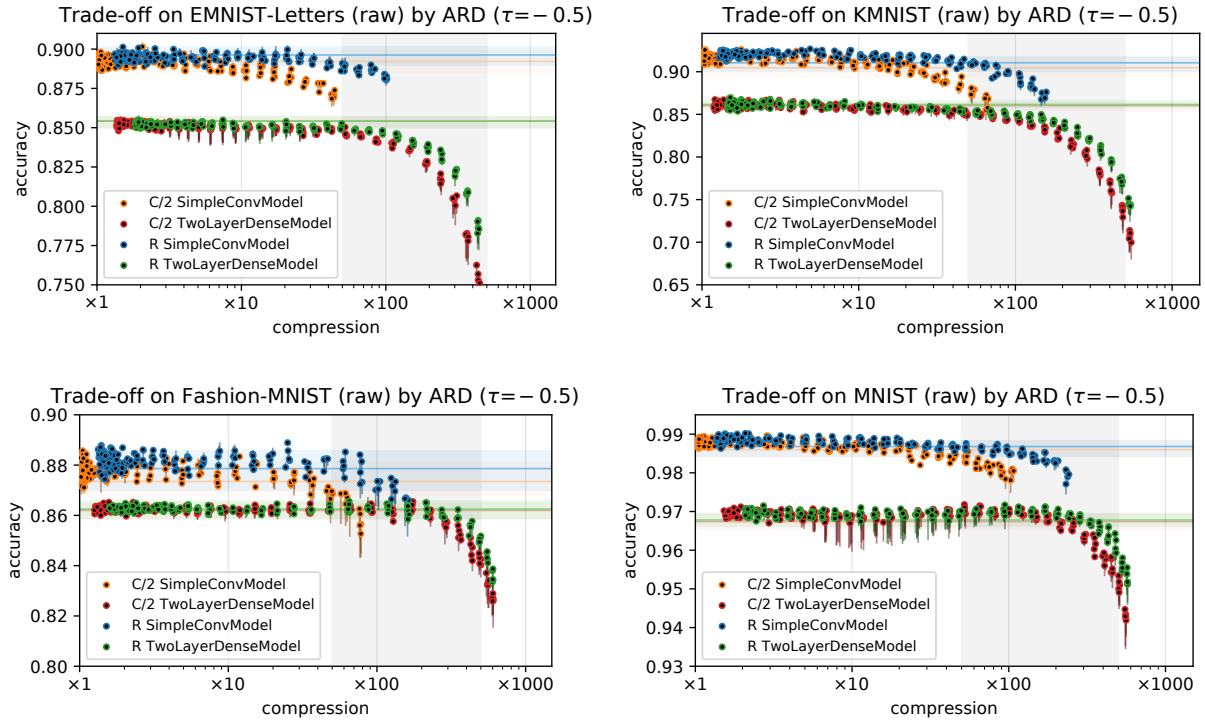 Trade-off on EMNIST-Letters (raw) by ARD (τ=− 0.5)
0.900
0.875
0.850
0.825
0.800
0.775
0.750
accuracy
C/2 SimpleConvModel
C/2 TwoLayerDenseModel
R SimpleConvModel
R TwoLayerDenseModel
×1 ×10 ×100 ×1000
compression
Trade-off on KMNIST (raw) by ARD (τ=− 0.5)
0.90
0.85
0.80
0.75
0.70
0.65
accuracy
C/2 SimpleConvModel
C/2 TwoLayerDenseModel
R SimpleConvModel
R TwoLayerDenseModel
×1 ×10 ×100 ×1000
compression
Trade-off on Fashion-MNIST (raw) by ARD (τ=− 0.5)
0.90
0.88
0.86
0.84
0.82
0.80
accuracy
C/2 SimpleConvModel
C/2 TwoLayerDenseModel
R SimpleConvModel
R TwoLayerDenseModel
×1 ×10 ×100 ×1000
compression
Trade-off on MNIST (raw) by ARD (τ=− 0.5)
0.99
0.98
0.97
0.96
0.95
0.94
0.93
accuracy
C/2 SimpleConvModel
C/2 TwoLayerDenseModel
R SimpleConvModel
R TwoLayerDenseModel
×1 ×10 ×100 ×1000
compression